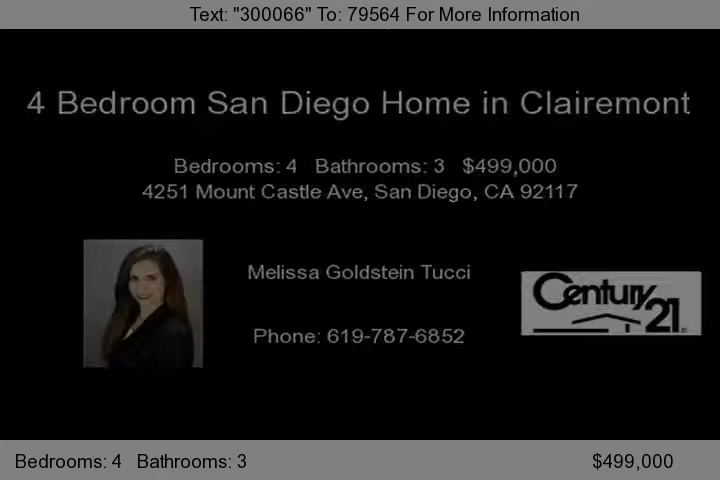 Text: "300066" To: 79564 For More Information
4 Bedroom San Diego Home in Clairemont
Bedrooms: 4 Bathrooms: 3 $499,000
4251 Mount Castle Ave, San Diego, CA 92117
Melissa Goldstein Tucci
Century 21
Phone: 619-787-6852
Bedrooms: 4 Bathrooms: 3 $499,000